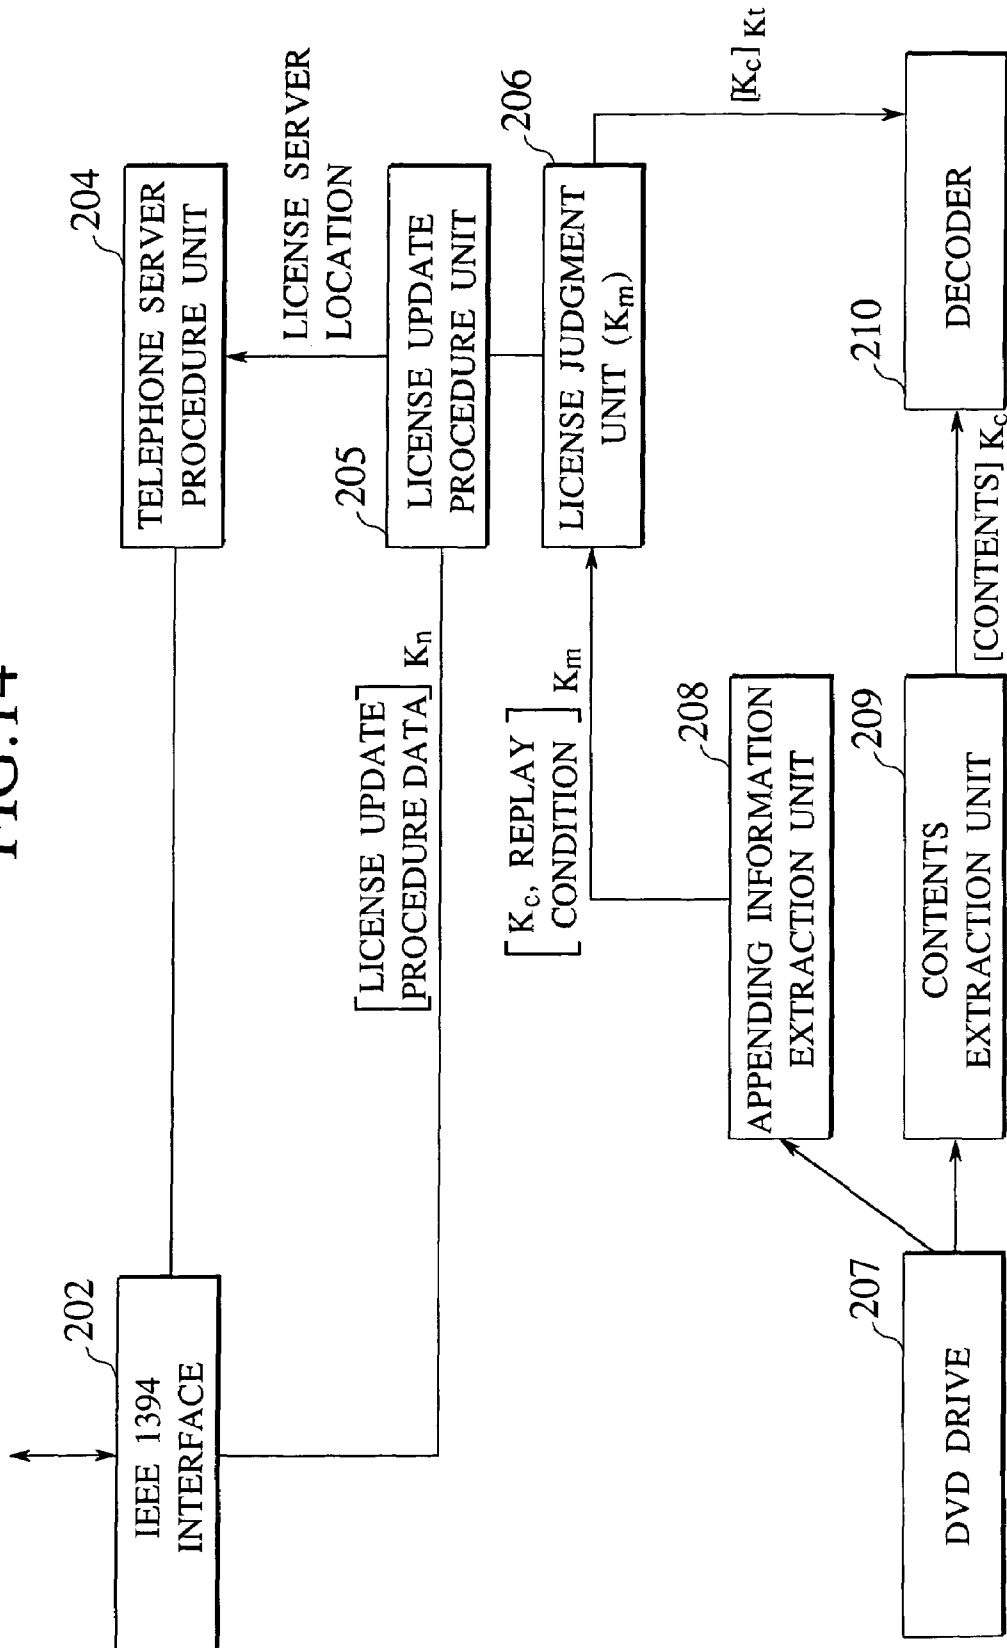 FIG.14
202
IEEE 1394
INTERFACE
204
TELEPHONE SERVER
PROCEDURE UNIT
LICENSE SERVER
LOCATION
205
LICENSE UPDATE
PROCEDURE UNIT
[LICENSE UPDATE
PROCEDURE DATA] Kn
206
LICENSE JUDGMENT
UNIT (Km)
[Kc, REPLAY
CONDITION] Km
[Kc] Kt
207
DVD DRIVE
208
APPENDING INFORMATION
EXTRACTION UNIT
209
CONTENTS
EXTRACTION UNIT
[CONTENTS] Kc
210
DECODER